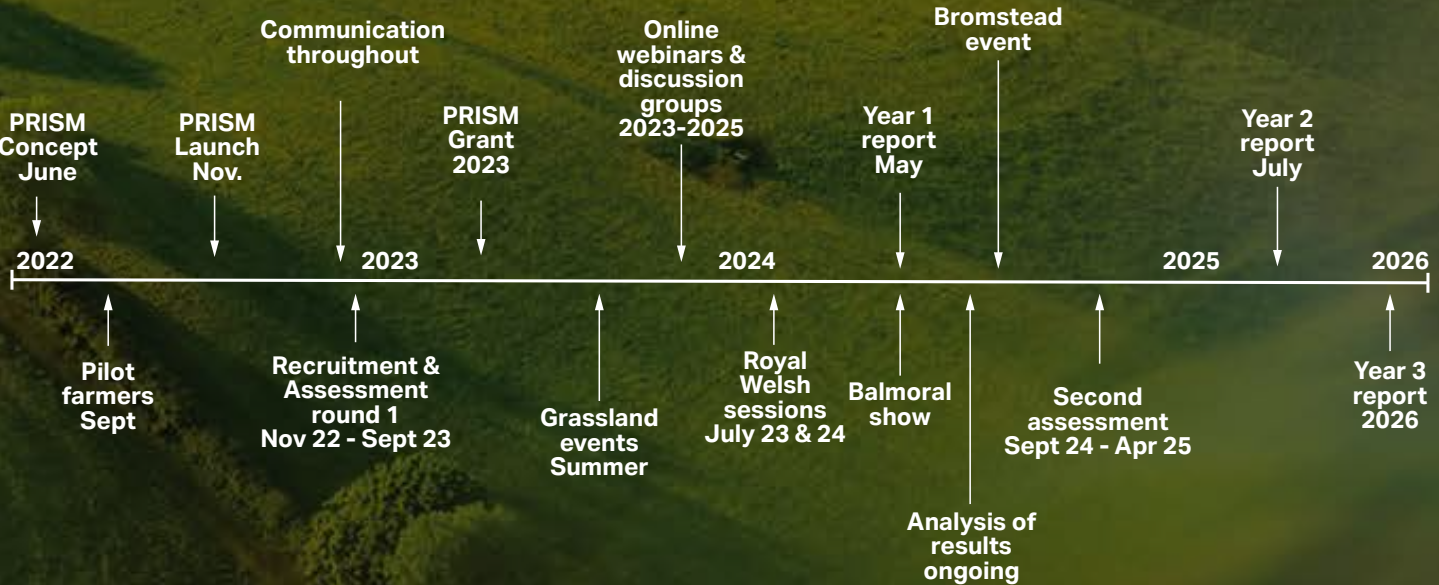 PRISM
Concept
June
PRISM
Launch
Nov.
Communication
throughout
PRISM
Grant
2023
Online
webinars &
discussion
groups
2023-2025
Year 1
report
May
Bromstead
event
Year 2
report
July
2022
2023
2024
2025
2026
Pilot
farmers
Sept
Recruitment &
Assessment
round 1
Nov 22 - Sept 23
Grassland
events
Summer
Royal
Welsh
sessions
July 23 & 24
Balmoral
show
Analysis of
results
ongoing
Second
assessment
Sept 24 - Apr 25
Year 3
report
2026